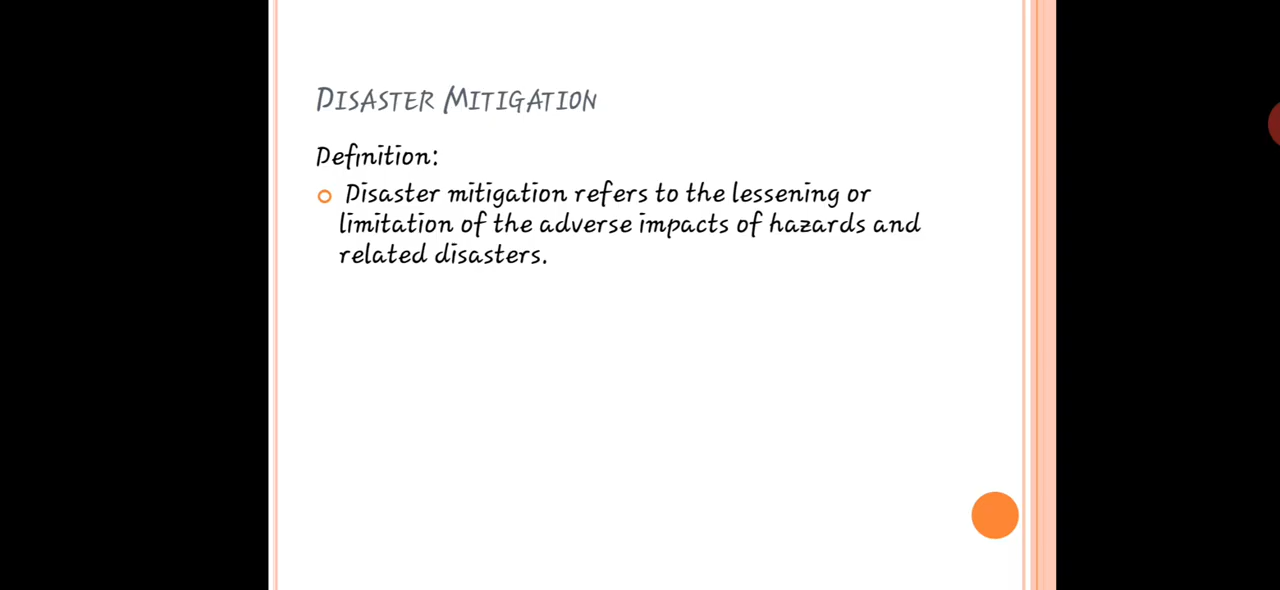 DISASTER MITIGATION
Definition:
Disaster mitigation refers to the lessening or
limitation of the adverse impacts of hazards and
related disasters.